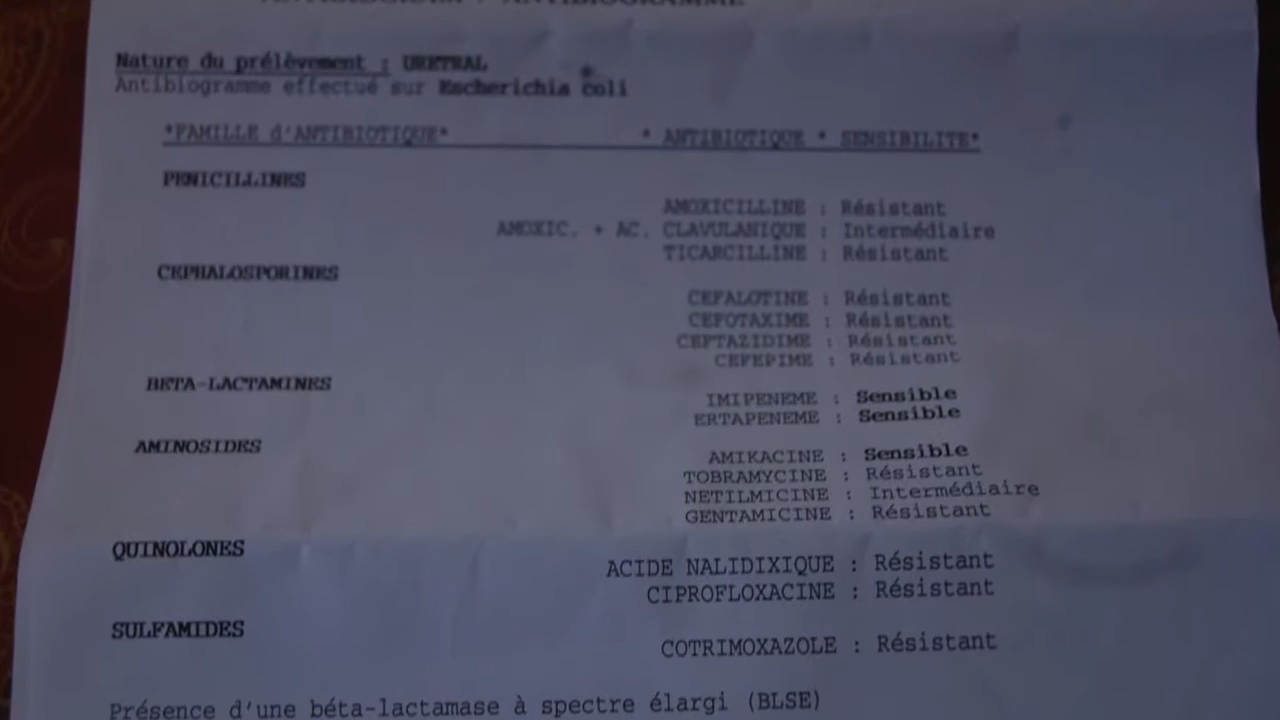 Nature du prélèvement : URETRAL
Antibiogramme effectué sur Escherichia coli
*FAMILLE d'ANTIBIOTIQUE* * ANTIBIOTIQUE * SENSIBILITE*
PENICILLINES
AMOXICILLINE : Résistant
AMOXIC. + AC. CLAVULANIQUE : Intermédiaire
TICARCILLINE : Résistant
CEPHALOSPORINES
CEFALOTINE : Résistant
CEFOTAXIME : Résistant
CEFTAZIDIME : Résistant
CEFEPIME : Résistant
BETA-LACTAMINES
IMIPENEME : Sensible
ERTAPENEME : Sensible
AMINOSIDES
AMIKACINE : Sensible
TOBRAMYCINE : Résistant
NETILMICINE : Intermédiaire
GENTAMICINE : Résistant
QUINOLONES
ACIDE NALIDIXIQUE : Résistant
CIPROFLOXACINE : Résistant
SULFAMIDES
COTRIMOXAZOLE : Résistant
Présence d'une béta-lactamase à spectre élargi (BLSE)